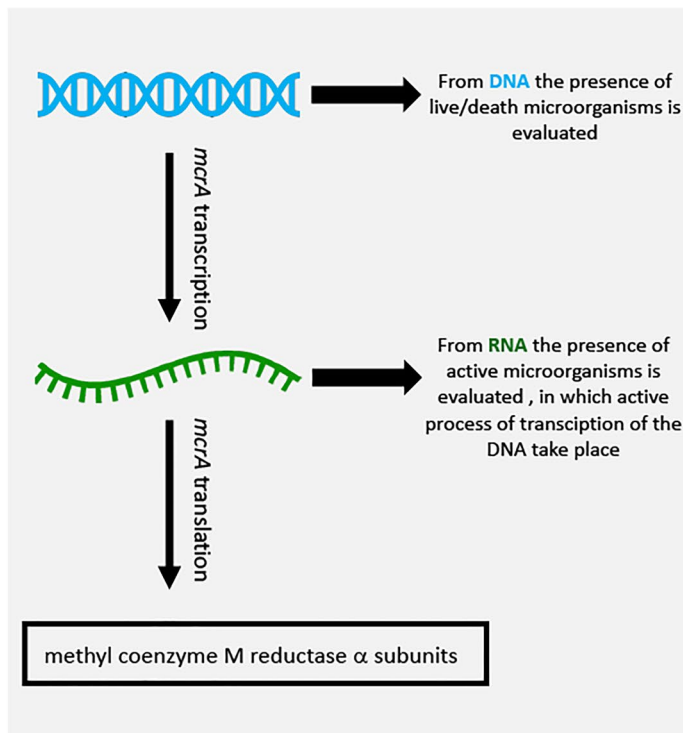 From DNA the presence of
live/death microorganisms is
evaluated
mcrA transcription
From RNA the presence of
active microorganisms is
evaluated , in which active
process of transciption of the
DNA take place
mcrA translation
methyl coenzyme M reductase α subunits